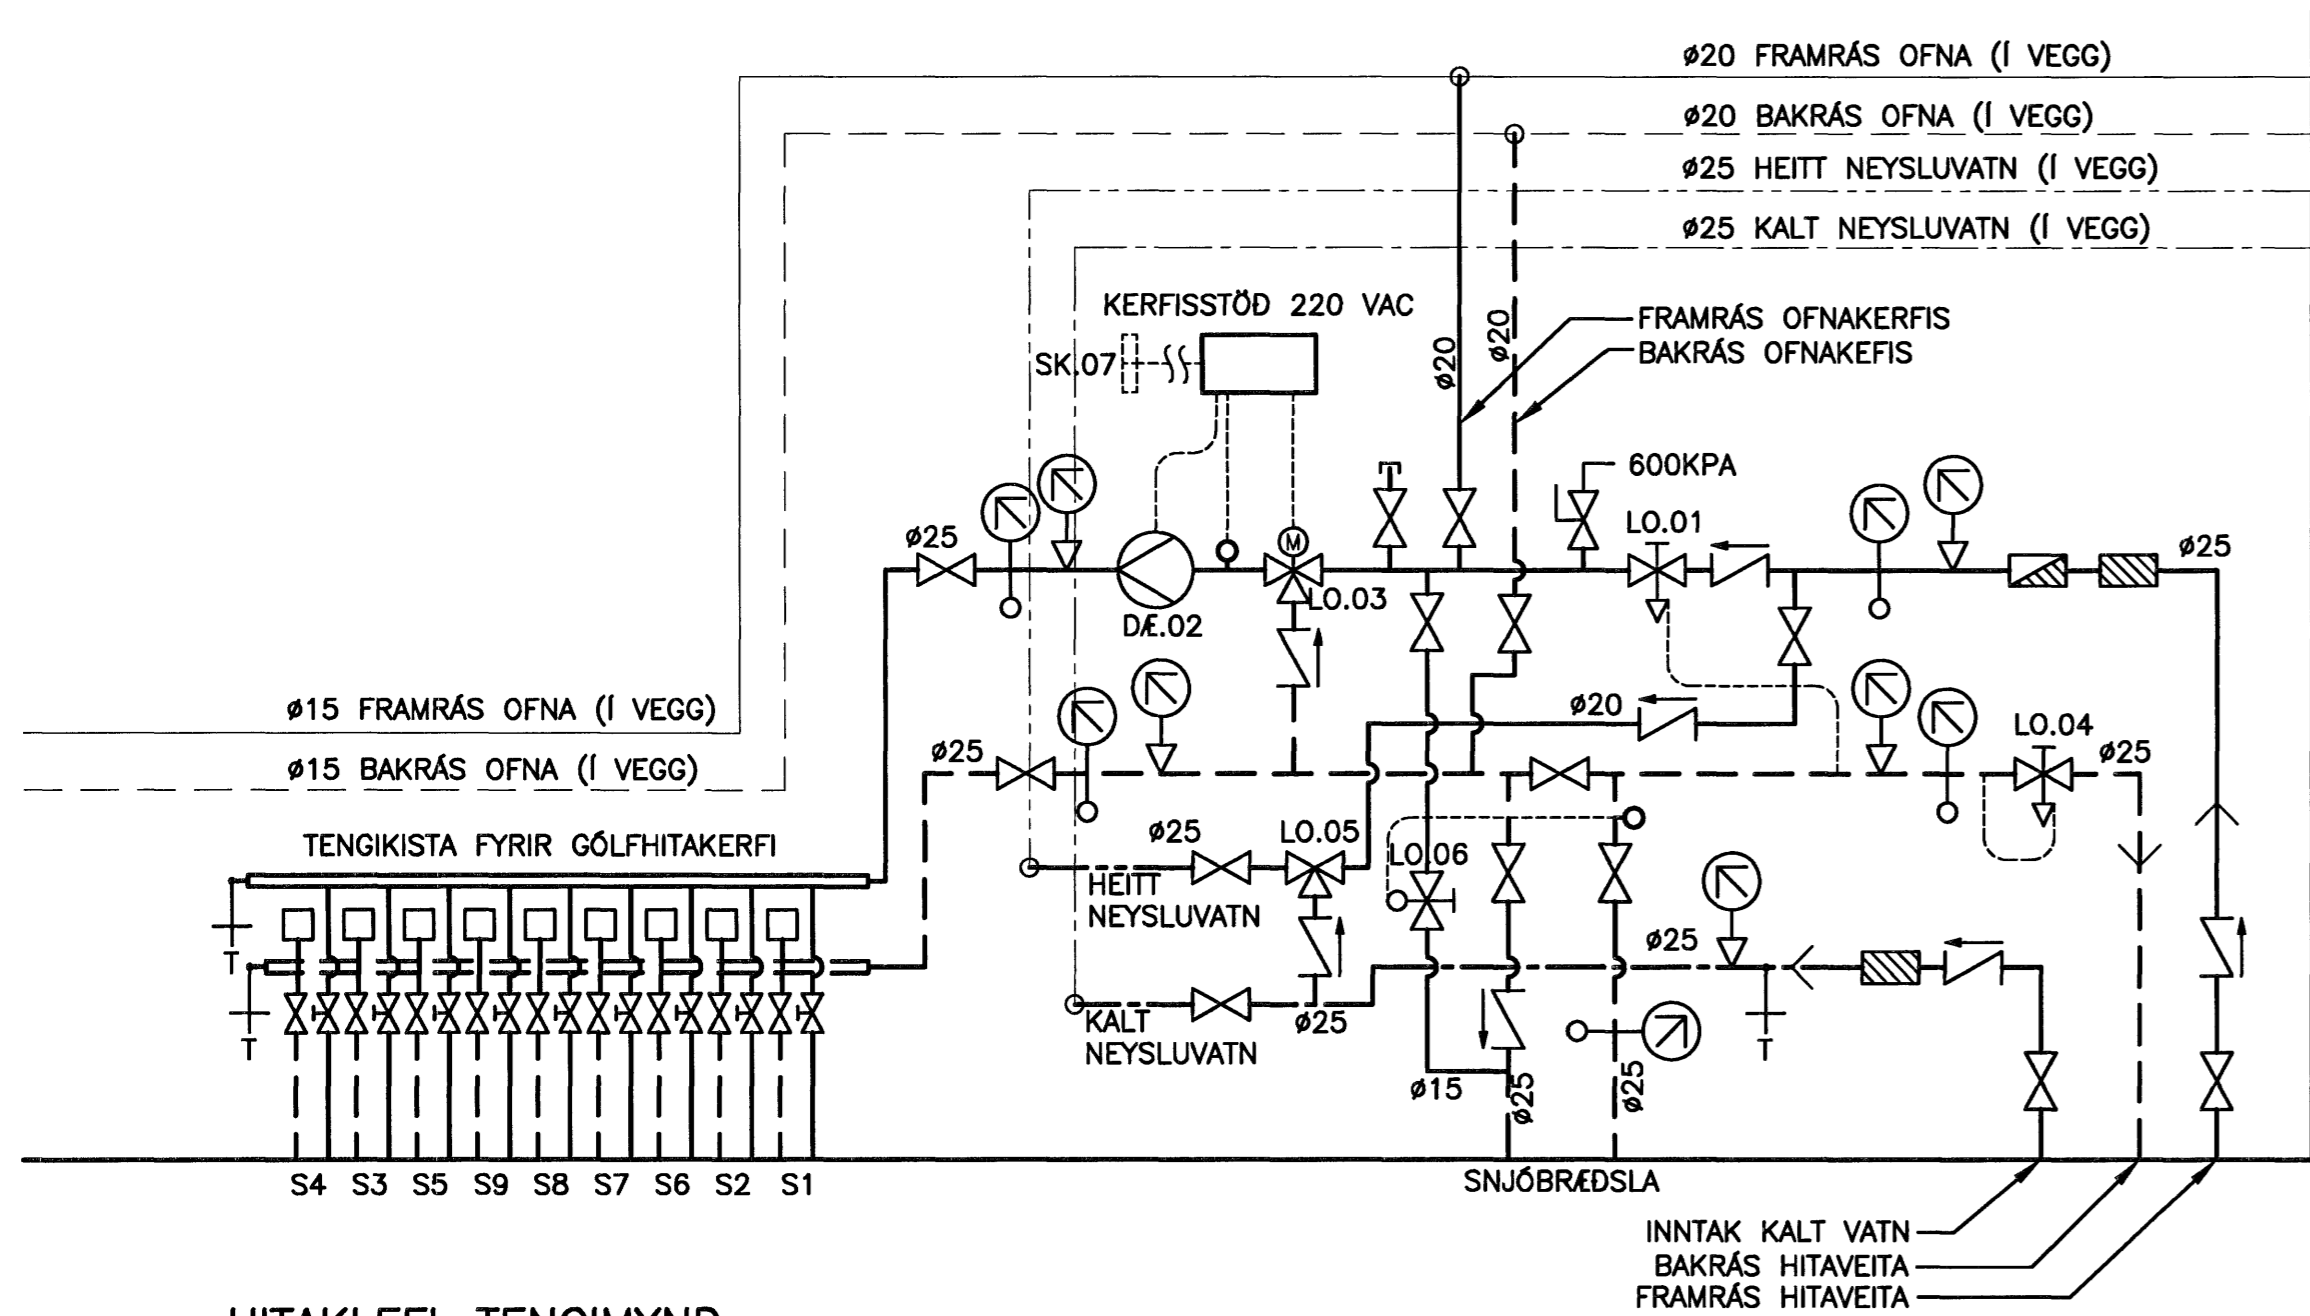 ø20 FRAMRÁS OFNA (Í VEGG)
ø20 BAKRÁS OFNA (Í VEGG)
ø25 HEITT NEYSLUVATN (Í VEGG)
ø25 KALT NEYSLUVATN (Í VEGG)
KERFISSTÖÐ 220 VAC
SK.07
ø20
ø20
FRAMRÁS OFNAKERFIS
BAKRÁS OFNAKEFIS
600KPA
LO.01
ø25
ø25
M
LO.03
DÆ.02
ø15 FRAMRÁS OFNA (Í VEGG)
ø15 BAKRÁS OFNA (Í VEGG)
ø25
ø20
LO.04
ø25
TENGIKISTA FYRIR GÓLFHITAKERFI
ø25
LO.05
LO.06
HEITT
NEYSLUVATN
ø25
T
T
KALT
NEYSLUVATN
ø25
T
ø15
ø25
ø25
S4 S3 S5 S9 S8 S7 S6 S2 S1
SNJÓBRÆÐSLA
INNTAK KALT VATN
BAKRÁS HITAVEITA
FRAMRÁS HITAVEITA